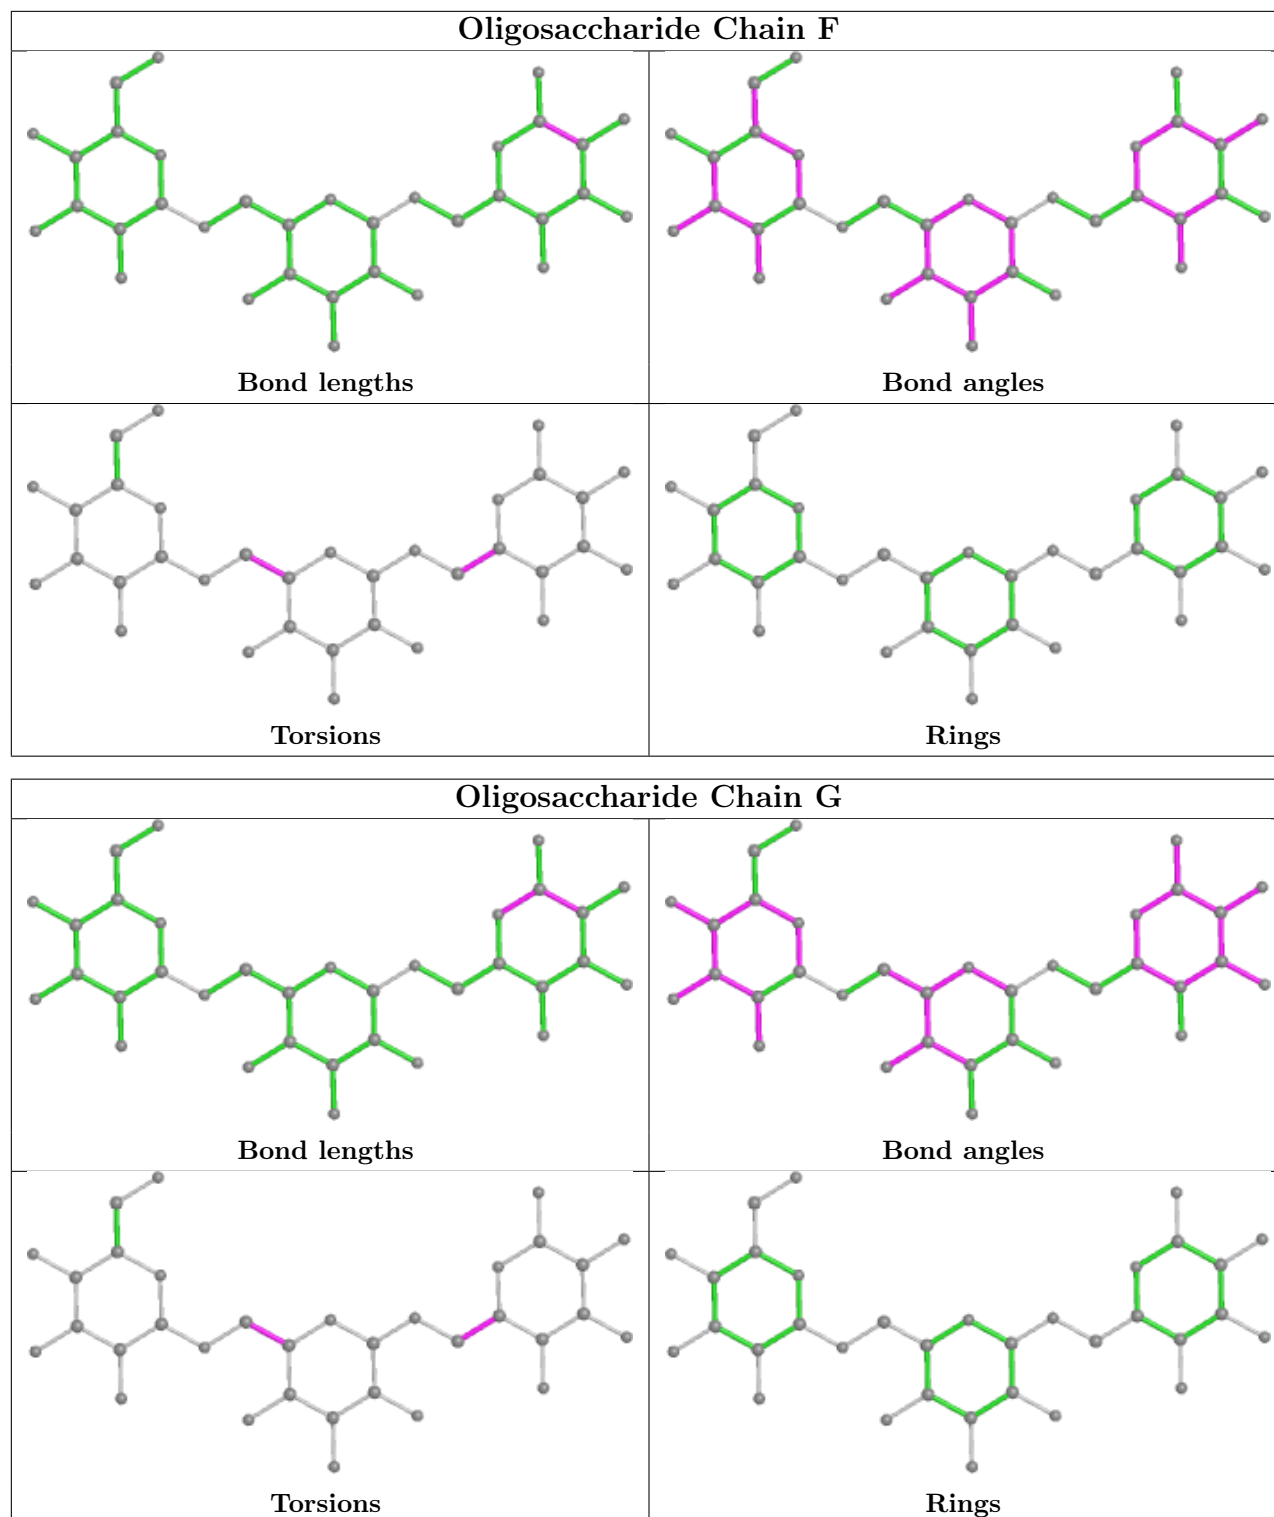 Oligosaccharide Chain F
Bond lengths
Bond angles
Torsions
Rings
Oligosaccharide Chain G
Bond lengths
Bond angles
Torsions
Rings